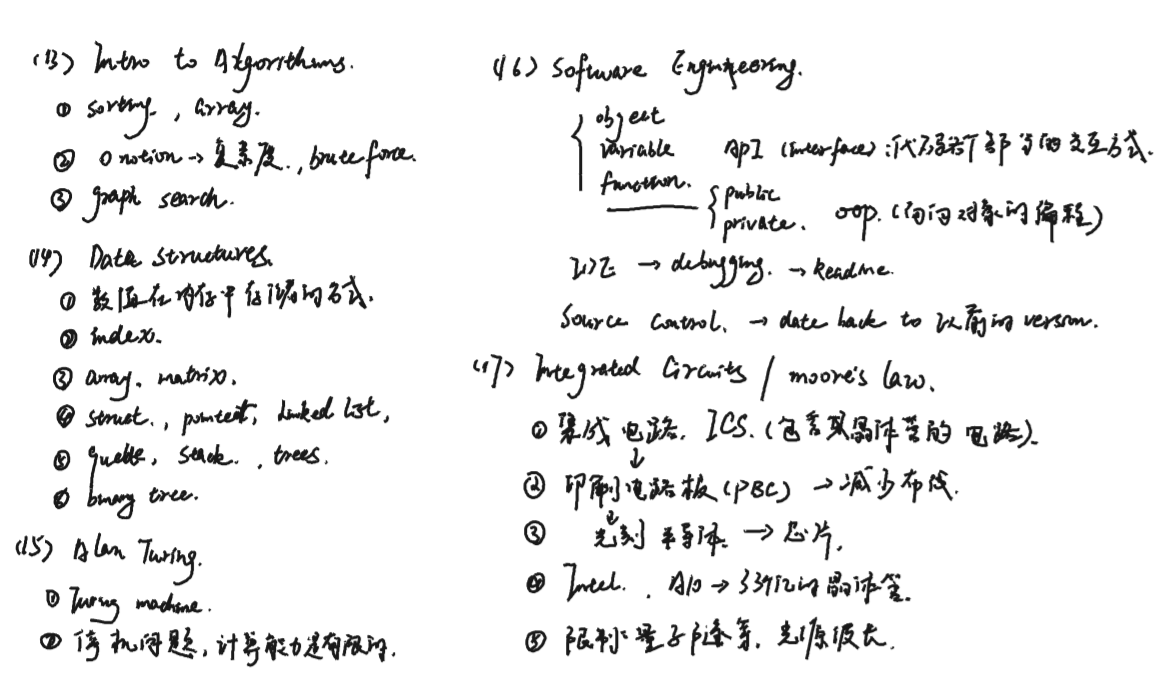 (13) Intro to Algorithms.
① sorting, array.
② O notion → 复杂度, brute force.
③ graph search.
(14) Data structures.
① 数值在内存中存储的方式.
② index.
③ array, matrix.
④ struct, pointer, linked list,
⑤ queue, stack, trees.
⑥ binary tree.
(15) Alan Turing.
① Turing machine.
② 停机问题, 计算能力是有限的.
(16) Software Engineering.
object
variable API (interface): 代码各个部分的交互方式.
function.
public
private. OOP. (面向对象的编程)
IDE → debugging. → Readme.
Source control. → date back to 以前的 version.
(17) Integrated Circuits / moore's law.
① 集成电路. ICS. (包含晶体管的电路).
↓
② 印刷电路板 (PBC) → 减少布线.
↓
③ 光刻 半导体. → 芯片.
④ Intel. A10 → 33亿的晶体管.
⑤ 限制: 量子隧穿等, 光源波长.